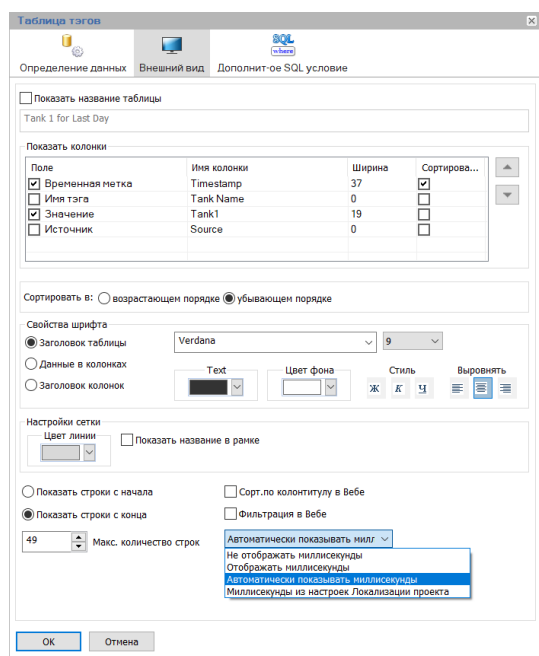 Таблица тэгов
SQL
where
Определение данных Внешний вид Дополнит-ое SQL условие
Показать название таблицы
Tank 1 for Last Day
Показать колонки
Поле Имя колонки Ширина Сортирова...
Временная метка Timestamp 37
Имя тэга Tank Name 0
Значение Tank1 19
Источник Source 0
Сортировать в: возрастающем порядке убывающем порядке
Свойства шрифта
Заголовок таблицы Verdana 9
Данные в колонках Text Цвет фона Стиль Выровнять
Заголовок колонок Ж К Ч
Настройки сетки
Цвет линии
Показать название в рамке
Показать строки с начала Сорт.по колонтитулу в Вебе
Показать строки с конца Фильтрация в Вебе
49 Макс. количество строк Автоматически показывать милг
Не отображать миллисекунды
Отображать миллисекунды
Автоматически показывать миллисекунды
Миллисекунды из настроек Локализации проекта
ОК Отмена